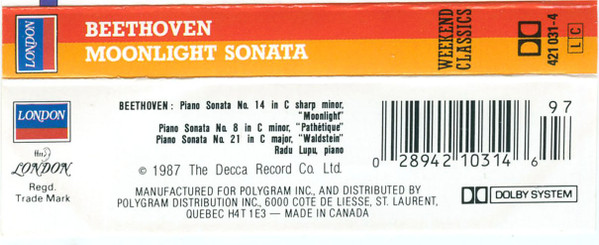 LONDON
BEETHOVEN
MOONLIGHT SONATA
WEEKEND
CLASSICS
421 031-4
L C
LONDON
LONDON
Regd.
Trade Mark
BEETHOVEN: Piano Sonata No. 14 in C sharp minor,
"Moonlight"
Piano Sonata No. 8 in C minor, "Pathétique"
Piano Sonata No. 21 in C major, "Waldstein"
Radu Lupu, piano
© 1987 The Decca Record Co. Ltd.
97
0 28942 10314 6
MANUFACTURED FOR POLYGRAM INC., AND DISTRIBUTED BY
POLYGRAM DISTRIBUTION INC., 6000 COTE DE LIESSE, ST. LAURENT,
QUEBEC H4T 1E3 — MADE IN CANADA
DOLBY SYSTEM